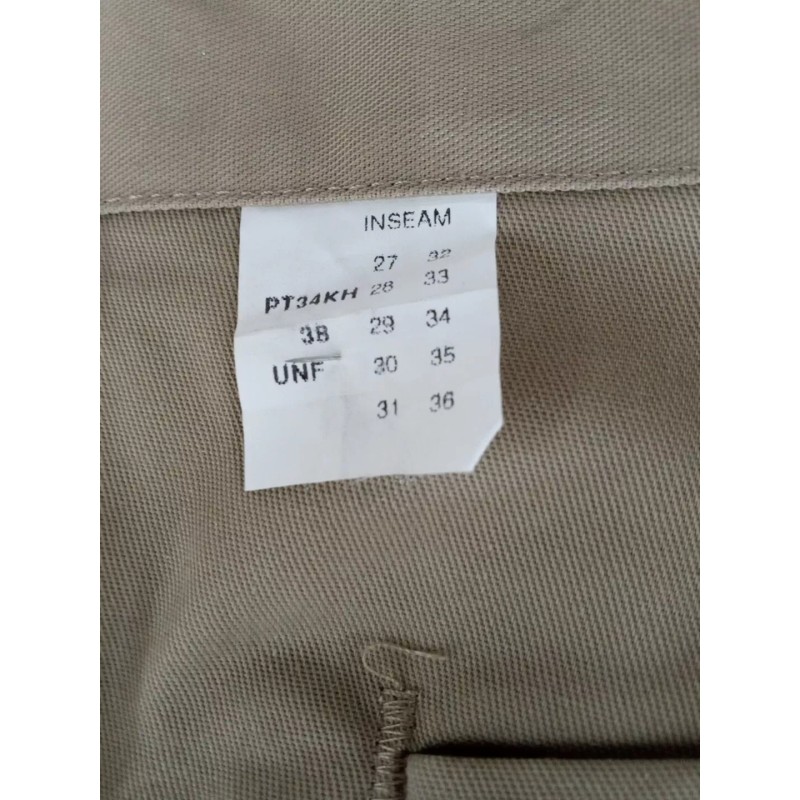 INSEAM
27 32
PT34KH 28 33
38 29 34
UNF 30 35
31 36